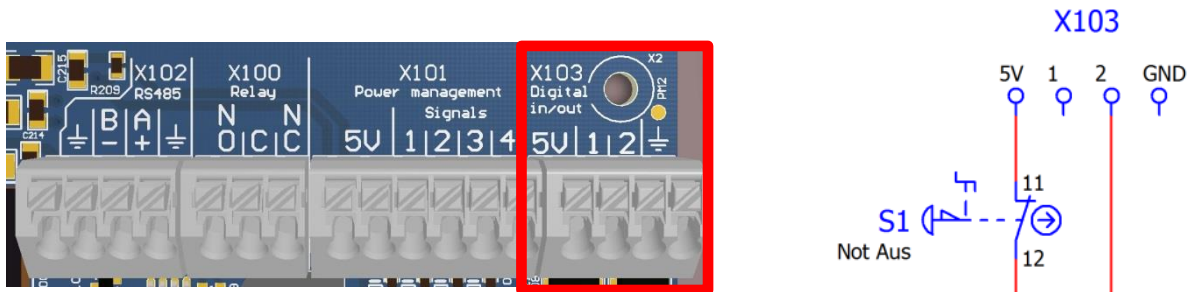 X103
5V 1 2 GND
C215
R209
X102
RS485
X100
Relay
X101
Power management
Signals
X103
Digital
in/out
X2
PM12
C214
B A
- +
N N
O C C
5V 1 2 3 4
5V 1 2
11
S1
Not Aus
12